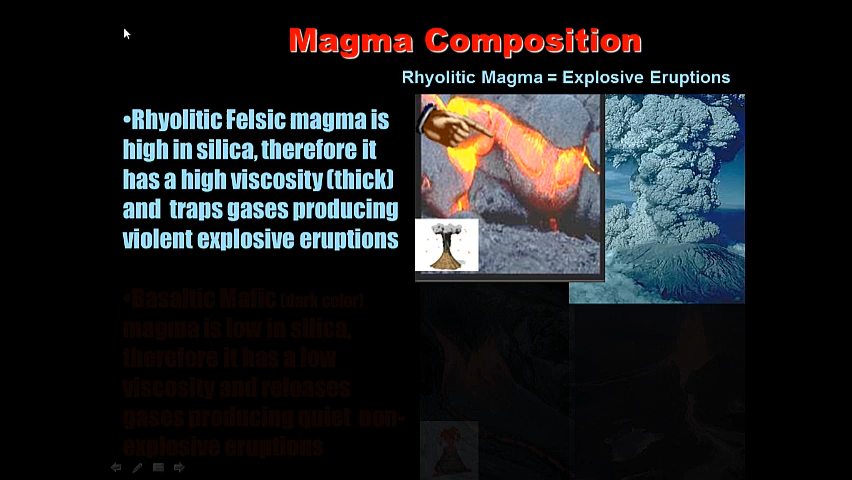 Magma Composition
Rhyolitic Magma = Explosive Eruptions
•Rhyolitic Felsic magma is
high in silica, therefore it
has a high viscosity (thick)
and traps gases producing
violent explosive eruptions
•Basaltic Mafic (dark color)
magma is low in silica,
therefore it has a low
viscosity and releases
gases producing quiet non-
explosive eruptions